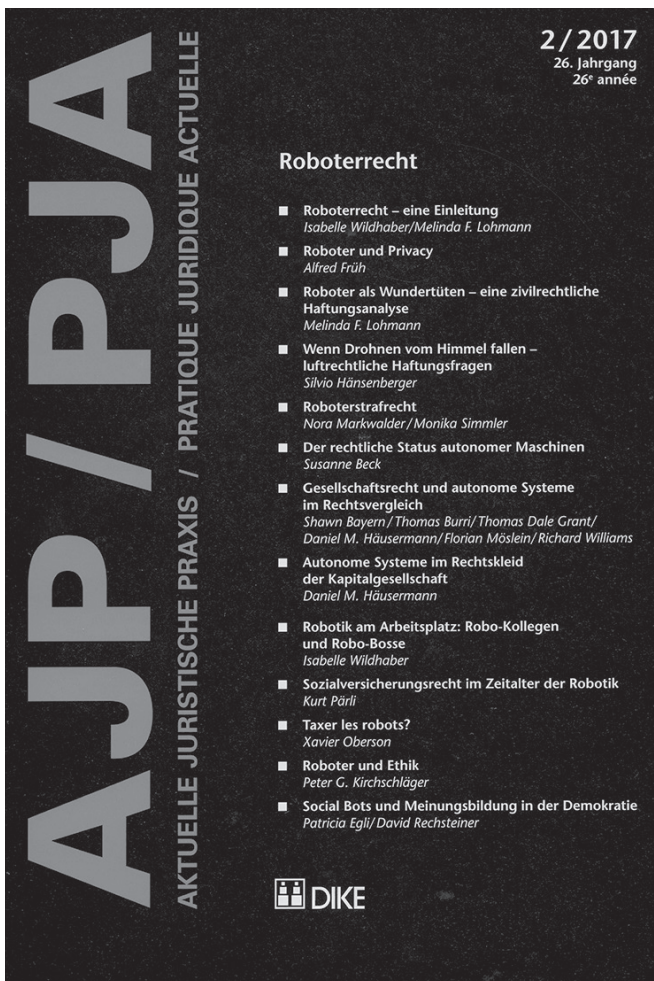 AJP / PJA
AKTUELLE JURISTISCHE PRAXIS / PRATIQUE JURIDIQUE ACTUELLE
2 / 2017
26. Jahrgang
26e année
Roboterrecht
Roboterrecht – eine Einleitung
Isabelle Wildhaber/Melinda F. Lohmann
Roboter und Privacy
Alfred Früh
Roboter als Wundertüten – eine zivilrechtliche
Haftungsanalyse
Melinda F. Lohmann
Wenn Drohnen vom Himmel fallen –
luftrechtliche Haftungsfragen
Silvio Hänsenberger
Roboterstrafrecht
Nora Markwalder/Monika Simmler
Der rechtliche Status autonomer Maschinen
Susanne Beck
Gesellschaftsrecht und autonome Systeme
im Rechtsvergleich
Shawn Bayern/Thomas Burri/Thomas Dale Grant/
Daniel M. Häusermann/Florian Möslein/Richard Williams
Autonome Systeme im Rechtskleid
der Kapitalgesellschaft
Daniel M. Häusermann
Robotik am Arbeitsplatz: Robo-Kollegen
und Robo-Bosse
Isabelle Wildhaber
Sozialversicherungsrecht im Zeitalter der Robotik
Kurt Pärli
Taxer les robots?
Xavier Oberson
Roboter und Ethik
Peter G. Kirchschläger
Social Bots und Meinungsbildung in der Demokratie
Patricia Egli/David Rechsteiner
DIKE